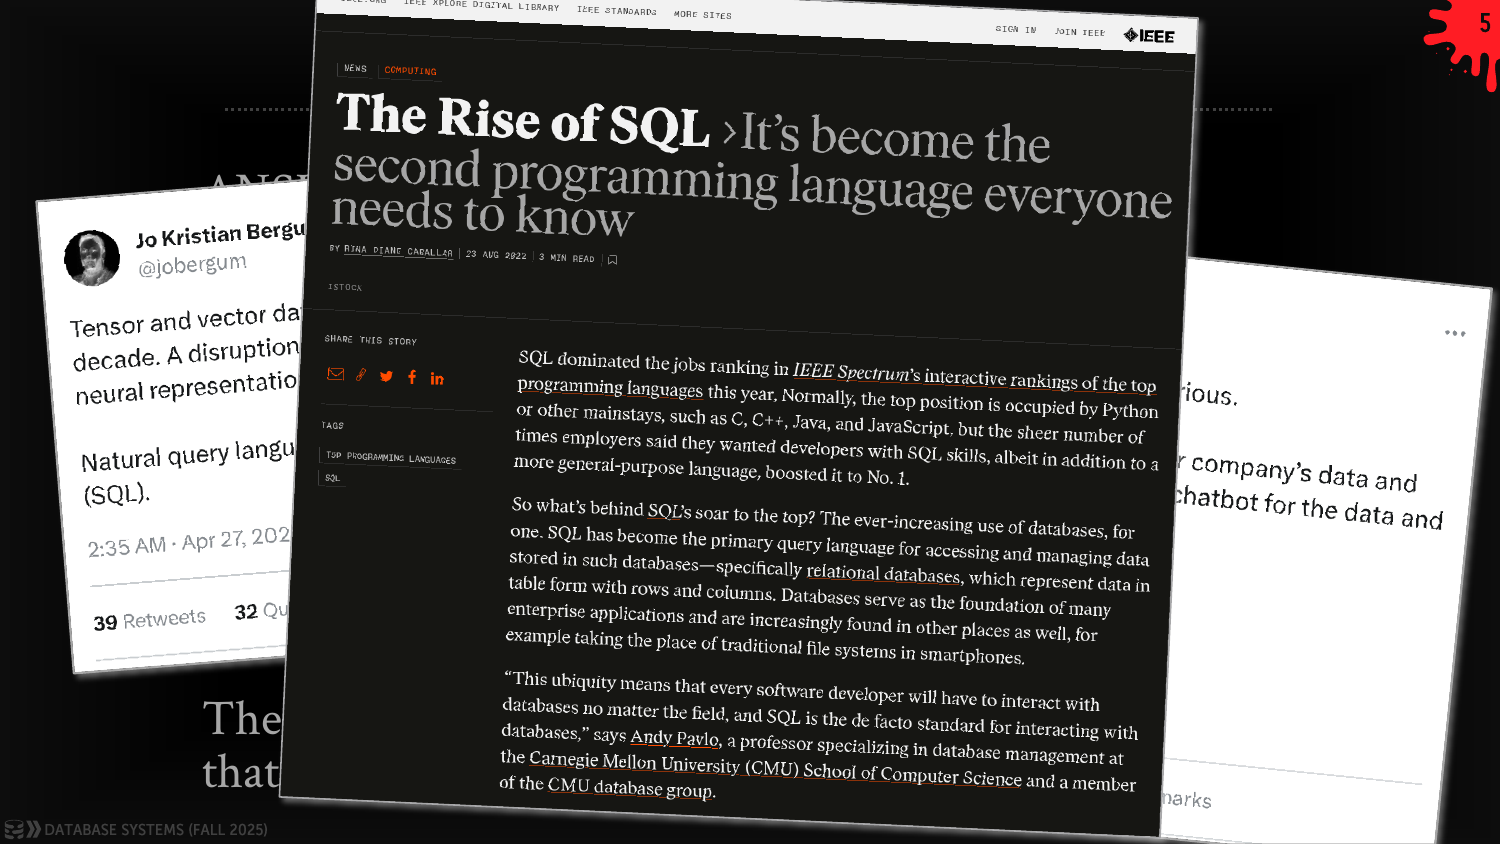 IEEE XPLORE DIGITAL LIBRARY IEEE STANDARDS MORE SITES
SIGN IN JOIN IEEE IEEE
5
NEWS COMPUTING
The Rise of SQL › It's become the
second programming language everyone
needs to know
BY RINA DIANE CABALLAR 23 AUG 2022 3 MIN READ
ISTOCK
SHARE THIS STORY
TAGS
TOP PROGRAMMING LANGUAGES
SQL
SQL dominated the jobs ranking in IEEE Spectrum's interactive rankings of the top
programming languages this year. Normally, the top position is occupied by Python
or other mainstays, such as C, C++, Java, and JavaScript, but the sheer number of
times employers said they wanted developers with SQL skills, albeit in addition to a
more general-purpose language, boosted it to No. 1.
So what's behind SQL's soar to the top? The ever-increasing use of databases, for
one. SQL has become the primary query language for accessing and managing data
stored in such databases—specifically relational databases, which represent data in
table form with rows and columns. Databases serve as the foundation of many
enterprise applications and are increasingly found in other places as well, for
example taking the place of traditional file systems in smartphones.
“This ubiquity means that every software developer will have to interact with
databases no matter the field, and SQL is the de facto standard for interacting with
databases,” says Andy Pavlo, a professor specializing in database management at
the Carnegie Mellon University (CMU) School of Computer Science and a member
of the CMU database group.
Jo Kristian Bergu
@jobergum
Tensor and vector da
decade. A disruption
neural representatio
Natural query langu
(SQL).
2:35 AM · Apr 27, 202
39 Retweets 32 Qu
rious.
r company's data and
chatbot for the data and
marks
The
that
DATABASE SYSTEMS (FALL 2025)